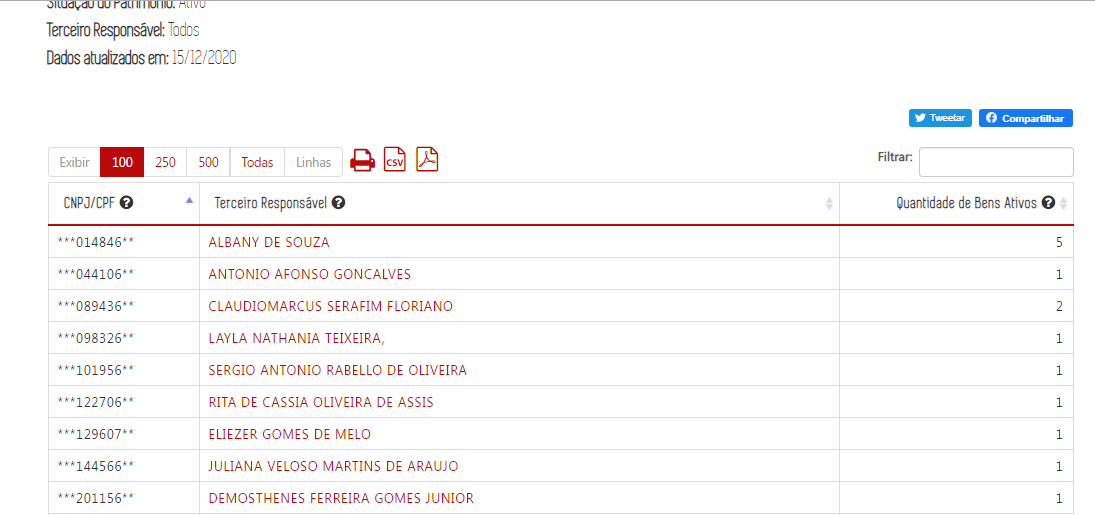 Situação do Patrimônio: Ativo
Terceiro Responsável: Todos
Dados atualizados em: 15/12/2020
Tweetar Compartilhar
Exibir 100 250 500 Todas Linhas CSV Filtrar:
CNPJ/CPF ? Terceiro Responsável ? Quantidade de Bens Ativos ?
***014846** ALBANY DE SOUZA 5
***044106** ANTONIO AFONSO GONCALVES 1
***089436** CLAUDIOMARCUS SERAFIM FLORIANO 2
***098326** LAYLA NATHANIA TEIXEIRA, 1
***101956** SERGIO ANTONIO RABELLO DE OLIVEIRA 1
***122706** RITA DE CASSIA OLIVEIRA DE ASSIS 1
***129607** ELIEZER GOMES DE MELO 1
***144566** JULIANA VELOSO MARTINS DE ARAUJO 1
***201156** DEMOSTHENES FERREIRA GOMES JUNIOR 1